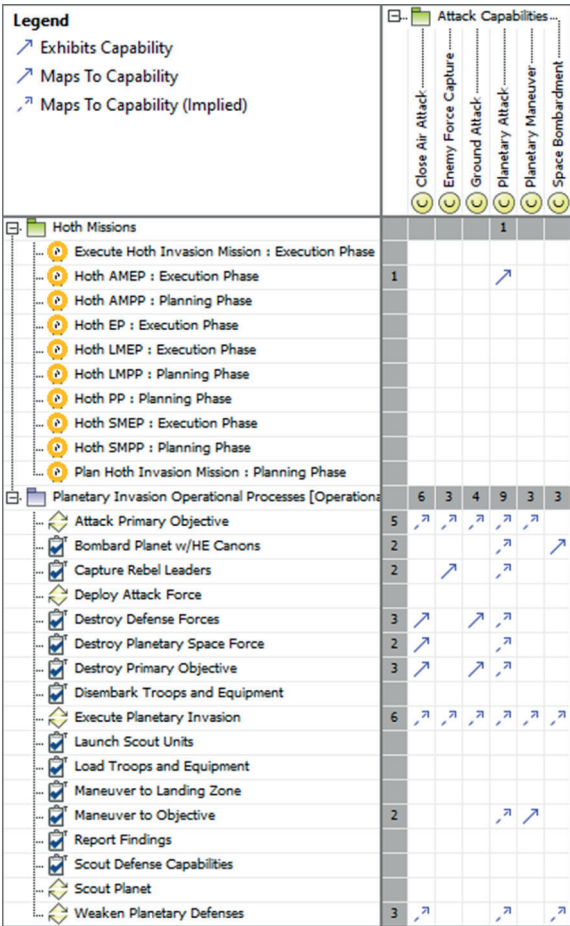 Legend
Exhibits Capability
Maps To Capability
Maps To Capability (Implied)
Attack Capabilities
Close Air Attack
Enemy Force Capture
Ground Attack
Planetary Attack
Planetary Maneuver
Space Bombardment
C C C C C C
Hoth Missions 1
Execute Hoth Invasion Mission : Execution Phase
Hoth AMEP : Execution Phase 1
Hoth AMPP : Planning Phase
Hoth EP : Execution Phase
Hoth LMEP : Execution Phase
Hoth LMPP : Planning Phase
Hoth PP : Planning Phase
Hoth SMEP : Execution Phase
Hoth SMPP : Planning Phase
Plan Hoth Invasion Mission : Planning Phase
Planetary Invasion Operational Processes [Operationa 6 3 4 9 3 3
Attack Primary Objective 5
Bombard Planet w/HE Canons 2
Capture Rebel Leaders 2
Deploy Attack Force
Destroy Defense Forces 3
Destroy Planetary Space Force 2
Destroy Primary Objective 3
Disembark Troops and Equipment
Execute Planetary Invasion 6
Launch Scout Units
Load Troops and Equipment
Maneuver to Landing Zone
Maneuver to Objective 2
Report Findings
Scout Defense Capabilities
Scout Planet
Weaken Planetary Defenses 3